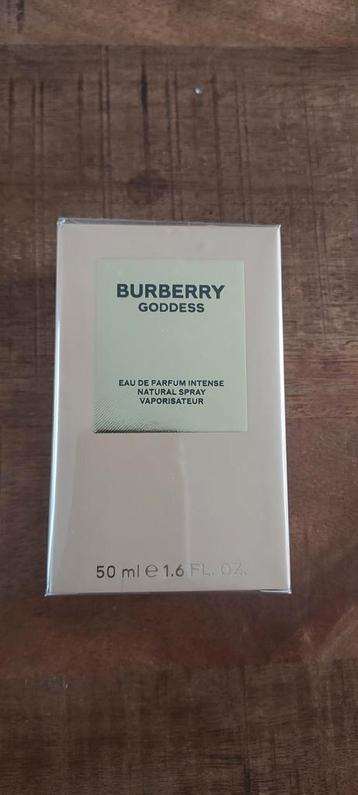 BURBERRY
GODDESS
EAU DE PARFUM INTENSE
NATURAL SPRAY
VAPORISATEUR
50 ml e 1.6 FL. OZ.